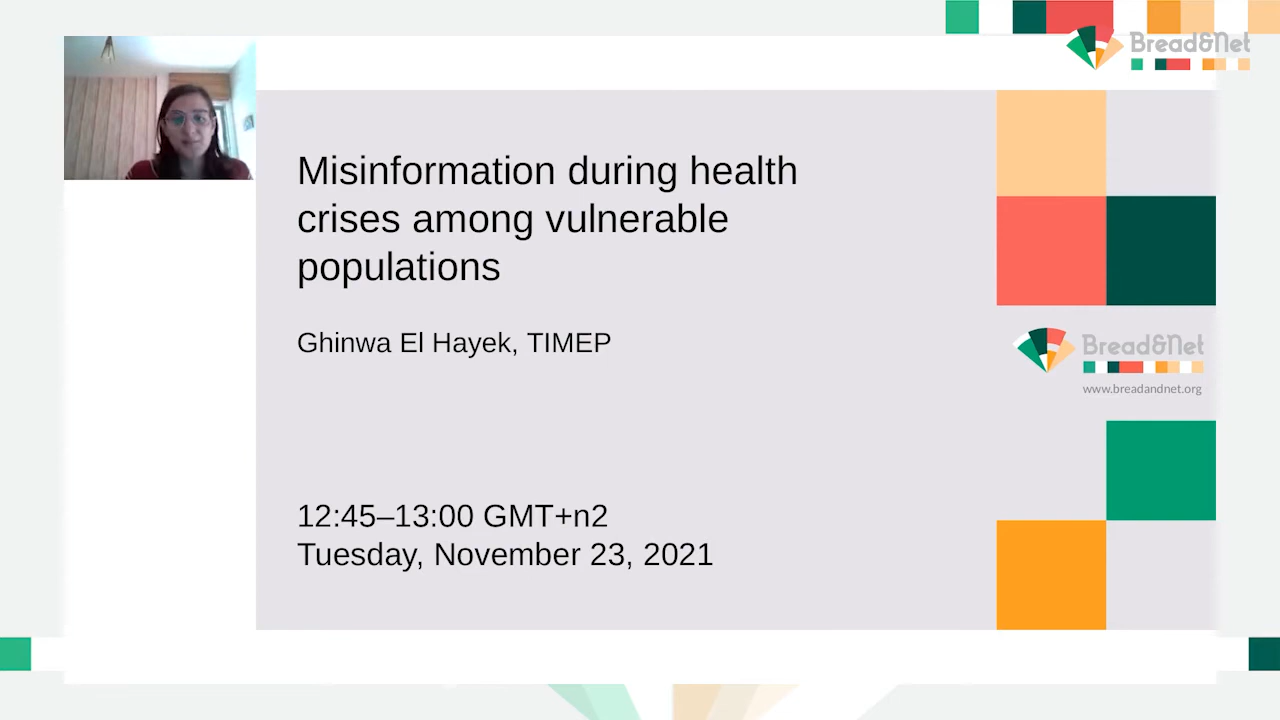 Bread&Net
Misinformation during health
crises among vulnerable
populations
Ghinwa El Hayek, TIMEP
Bread&Net
www.breadandnet.org
12:45–13:00 GMT+n2
Tuesday, November 23, 2021